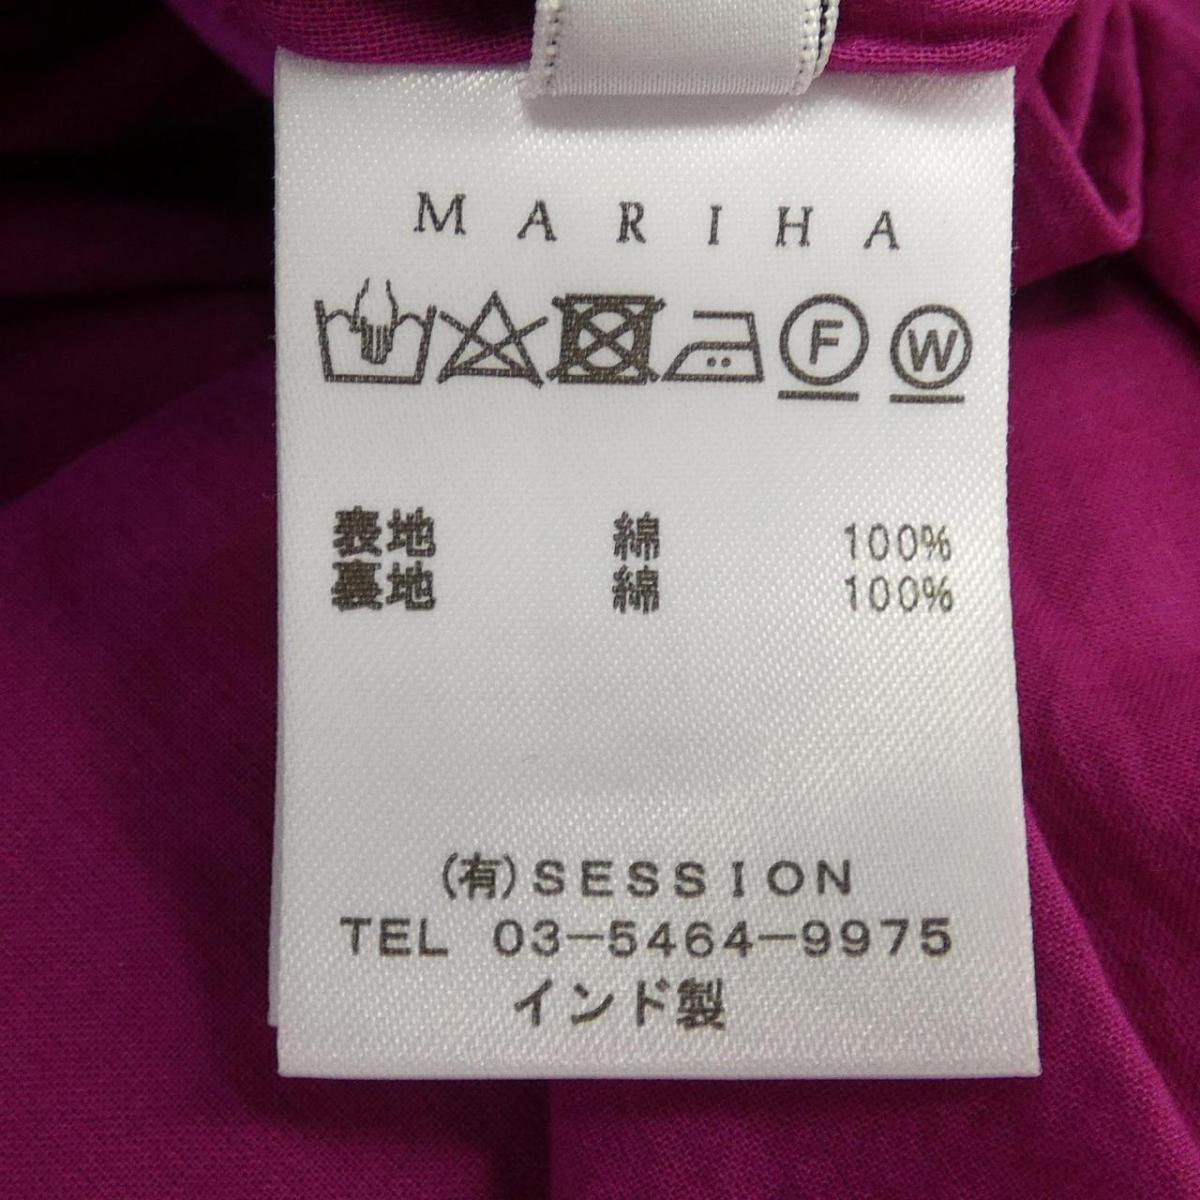 MARIHA
F W
表地 綿 100%
裏地 綿 100%
(有)SESSION
TEL 03-5464-9975
インド製